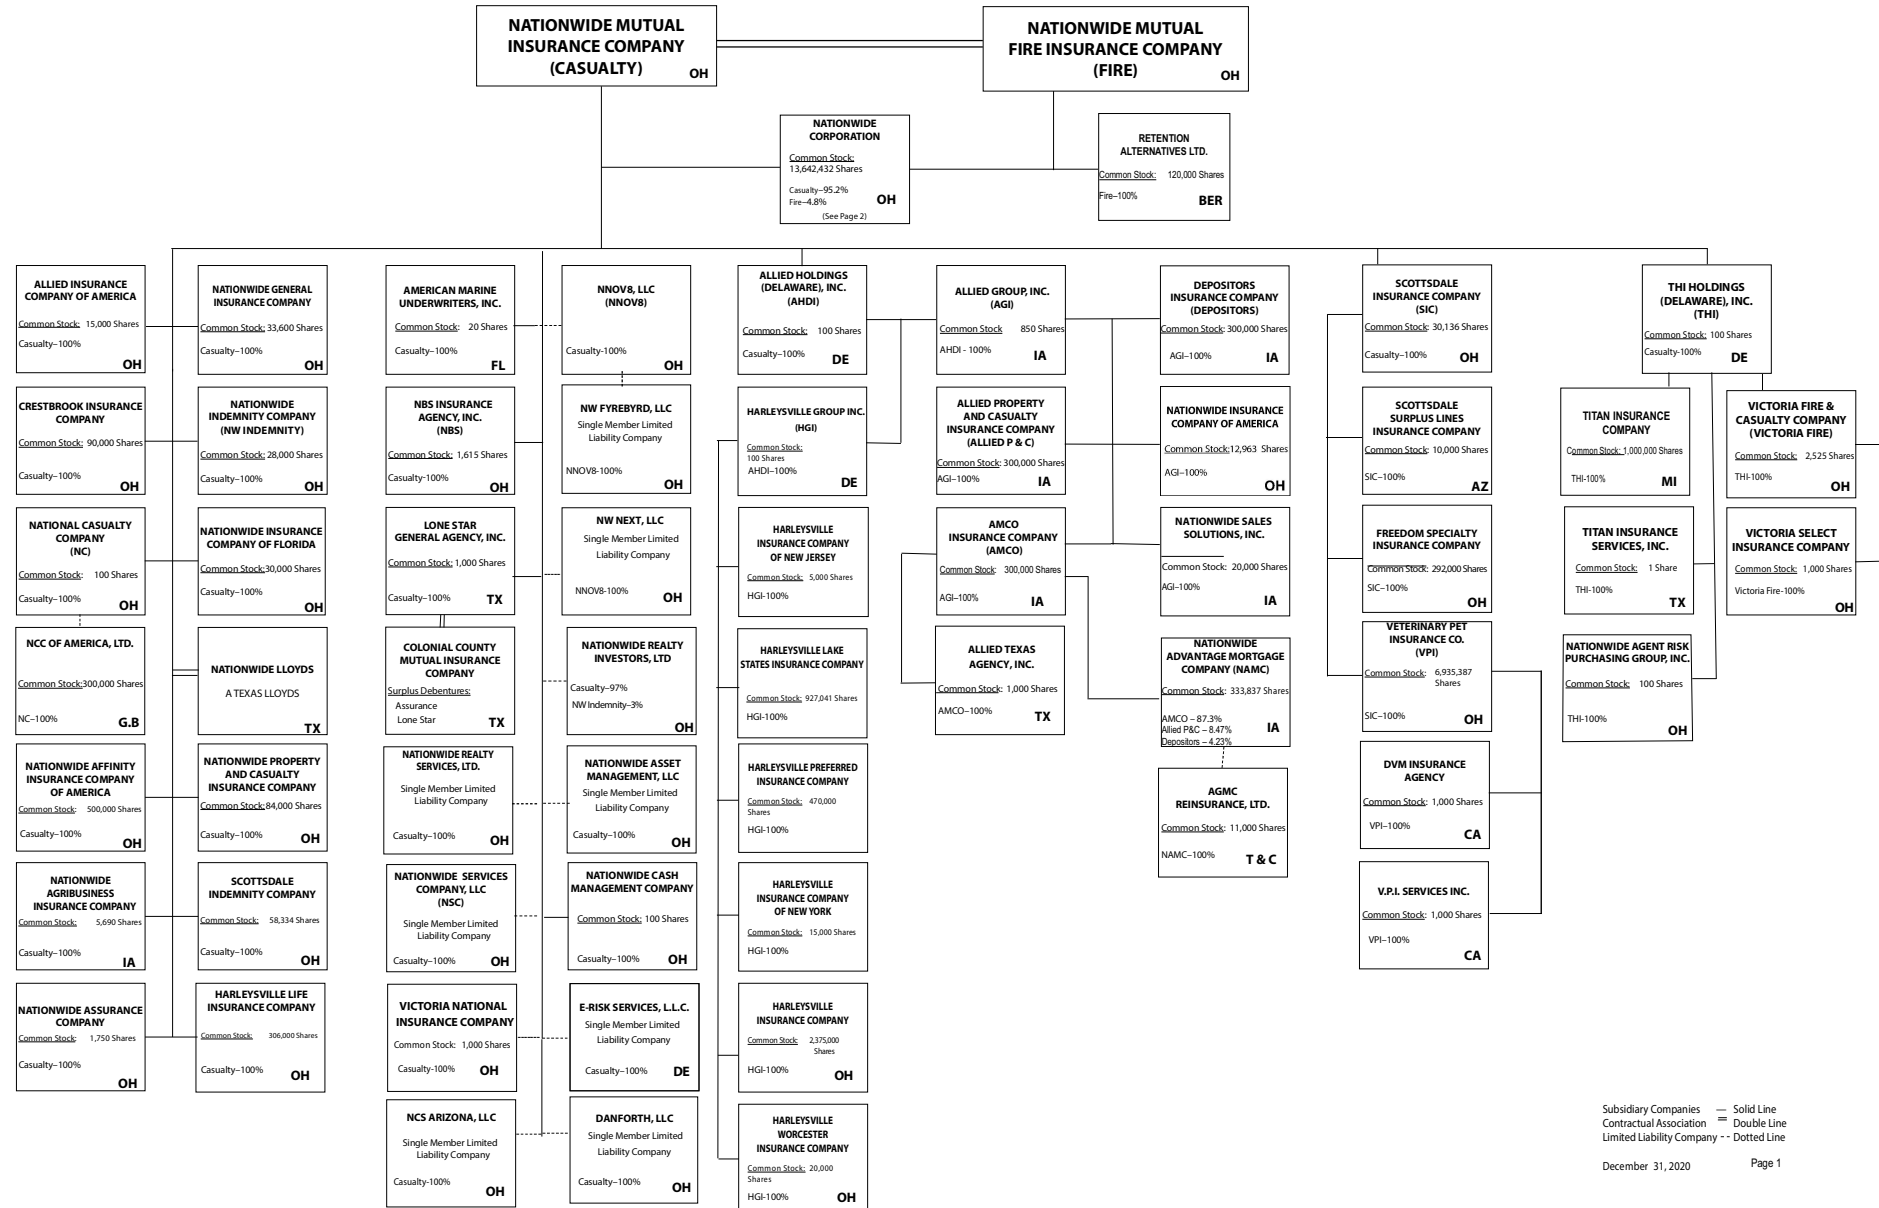 NATIONWIDE MUTUAL
INSURANCE COMPANY
(CASUALTY)
OH
NATIONWIDE MUTUAL
FIRE INSURANCE COMPANY
(FIRE)
OH
NATIONWIDE
CORPORATION
Common Stock:
13,642,432 Shares
Casualty–95.2%
Fire–4.8%
OH
(See Page 2)
RETENTION
ALTERNATIVES LTD.
Common Stock: 120,000 Shares
Fire–100%
BER
ALLIED INSURANCE
COMPANY OF AMERICA
Common Stock: 15,000 Shares
Casualty–100%
OH
CRESTBROOK INSURANCE
COMPANY
Common Stock: 90,000 Shares
Casualty–100%
OH
NATIONAL CASUALTY
COMPANY
(NC)
Common Stock: 100 Shares
Casualty–100%
OH
NCC OF AMERICA, LTD.
Common Stock:300,000 Shares
NC–100%
G.B
NATIONWIDE AFFINITY
INSURANCE COMPANY
OF AMERICA
Common Stock: 500,000 Shares
Casualty–100%
OH
NATIONWIDE
AGRIBUSINESS
INSURANCE COMPANY
Common Stock: 5,690 Shares
Casualty–100%
IA
NATIONWIDE ASSURANCE
COMPANY
Common Stock: 1,750 Shares
Casualty–100%
OH
NATIONWIDE GENERAL
INSURANCE COMPANY
Common Stock: 33,600 Shares
Casualty–100%
OH
NATIONWIDE
INDEMNITY COMPANY
(NW INDEMNITY)
Common Stock: 28,000 Shares
Casualty–100%
OH
NATIONWIDE INSURANCE
COMPANY OF FLORIDA
Common Stock:30,000 Shares
Casualty–100%
OH
NATIONWIDE LLOYDS
A TEXAS LLOYDS
TX
NATIONWIDE PROPERTY
AND CASUALTY
INSURANCE COMPANY
Common Stock:84,000 Shares
Casualty–100%
OH
SCOTTSDALE
INDEMNITY COMPANY
Common Stock: 58,334 Shares
Casualty–100%
OH
HARLEYSVILLE LIFE
INSURANCE COMPANY
Common Stock: 306,000 Shares
Casualty–100%
OH
AMERICAN MARINE
UNDERWRITERS, INC.
Common Stock: 20 Shares
Casualty–100%
FL
NBS INSURANCE
AGENCY, INC.
(NBS)
Common Stock: 1,615 Shares
Casualty-100%
OH
LONE STAR
GENERAL AGENCY, INC.
Common Stock: 1,000 Shares
Casualty–100%
TX
COLONIAL COUNTY
MUTUAL INSURANCE
COMPANY
Surplus Debentures:
Assurance
Lone Star
TX
NATIONWIDE REALTY
SERVICES, LTD.
Single Member Limited
Liability Company
Casualty–100%
OH
NATIONWIDE SERVICES
COMPANY, LLC
(NSC)
Single Member Limited
Liability Company
Casualty–100%
OH
VICTORIA NATIONAL
INSURANCE COMPANY
Common Stock: 1,000 Shares
Casualty-100%
OH
NCS ARIZONA, LLC
Single Member Limited
Liability Company
Casualty-100%
OH
NNOV8, LLC
(NNOV8)
Casualty-100%
OH
NW FYREBYRD, LLC
Single Member Limited
Liability Company
NNOV8-100%
OH
NW NEXT, LLC
Single Member Limited
Liability Company
NNOV8-100%
OH
NATIONWIDE REALTY
INVESTORS, LTD
Casualty–97%
NW Indemnity–3%
OH
NATIONWIDE ASSET
MANAGEMENT, LLC
Single Member Limited
Liability Company
Casualty–100%
OH
NATIONWIDE CASH
MANAGEMENT COMPANY
Common Stock: 100 Shares
Casualty–100%
OH
E-RISK SERVICES, L.L.C.
Single Member Limited
Liability Company
Casualty–100%
DE
DANFORTH, LLC
Single Member Limited
Liability Company
Casualty–100%
OH
ALLIED HOLDINGS
(DELAWARE), INC.
(AHDI)
Common Stock: 100 Shares
Casualty–100%
DE
HARLEYSVILLE GROUP INC.
(HGI)
Common Stock:
100 Shares
AHDI–100%
DE
HARLEYSVILLE
INSURANCE COMPANY
OF NEW JERSEY
Common Stock: 5,000 Shares
HGI-100%
HARLEYSVILLE LAKE
STATES INSURANCE COMPANY
Common Stock: 927,041 Shares
HGI-100%
HARLEYSVILLE PREFERRED
INSURANCE COMPANY
Common Stock: 470,000
Shares
HGI-100%
HARLEYSVILLE
INSURANCE COMPANY
OF NEW YORK
Common Stock: 15,000 Shares
HGI-100%
HARLEYSVILLE
INSURANCE COMPANY
Common Stock: 2,375,000
Shares
HGI-100%
OH
HARLEYSVILLE
WORCESTER
INSURANCE COMPANY
Common Stock: 20,000
Shares
HGI-100%
OH
ALLIED GROUP, INC.
(AGI)
Common Stock 850 Shares
AHDI - 100%
IA
ALLIED PROPERTY
AND CASUALTY
INSURANCE COMPANY
(ALLIED P & C)
Common Stock: 300,000 Shares
AGI–100%
IA
AMCO
INSURANCE COMPANY
(AMCO)
Common Stock: 300,000 Shares
AGI–100%
IA
ALLIED TEXAS
AGENCY, INC.
Common Stock: 1,000 Shares
AMCO–100%
TX
DEPOSITORS
INSURANCE COMPANY
(DEPOSITORS)
Common Stock: 300,000 Shares
AGI–100%
IA
NATIONWIDE INSURANCE
COMPANY OF AMERICA
Common Stock:12,963 Shares
AGI–100%
OH
NATIONWIDE SALES
SOLUTIONS, INC.
Common Stock: 20,000 Shares
AGI–100%
IA
NATIONWIDE
ADVANTAGE MORTGAGE
COMPANY (NAMC)
Common Stock: 333,837 Shares
AMCO – 87.3%
Allied P&C – 8.47%
Depositors – 4.23%
IA
AGMC
REINSURANCE, LTD.
Common Stock: 11,000 Shares
NAMC–100%
T & C
SCOTTSDALE
INSURANCE COMPANY
(SIC)
Common Stock: 30,136 Shares
Casualty–100%
OH
SCOTTSDALE
SURPLUS LINES
INSURANCE COMPANY
Common Stock: 10,000 Shares
SIC–100%
AZ
FREEDOM SPECIALTY
INSURANCE COMPANY
Common Stock: 292,000 Shares
SIC–100%
OH
VETERINARY PET
INSURANCE CO.
(VPI)
Common Stock: 6,935,387
Shares
SIC–100%
OH
DVM INSURANCE
AGENCY
Common Stock: 1,000 Shares
VPI–100%
CA
V.P.I. SERVICES INC.
Common Stock: 1,000 Shares
VPI–100%
CA
THI HOLDINGS
(DELAWARE), INC.
(THI)
Common Stock: 100 Shares
Casualty-100%
DE
TITAN INSURANCE
COMPANY
Common Stock: 1,000,000 Shares
THI-100%
MI
TITAN INSURANCE
SERVICES, INC.
Common Stock: 1 Share
THI-100%
TX
NATIONWIDE AGENT RISK
PURCHASING GROUP, INC.
Common Stock: 100 Shares
THI-100%
OH
VICTORIA FIRE &
CASUALTY COMPANY
(VICTORIA FIRE)
Common Stock: 2,525 Shares
THI-100%
OH
VICTORIA SELECT
INSURANCE COMPANY
Common Stock: 1,000 Shares
Victoria Fire-100%
OH
Subsidiary Companies — Solid Line
Contractual Association = Double Line
Limited Liability Company - - Dotted Line
December 31, 2020
Page 1